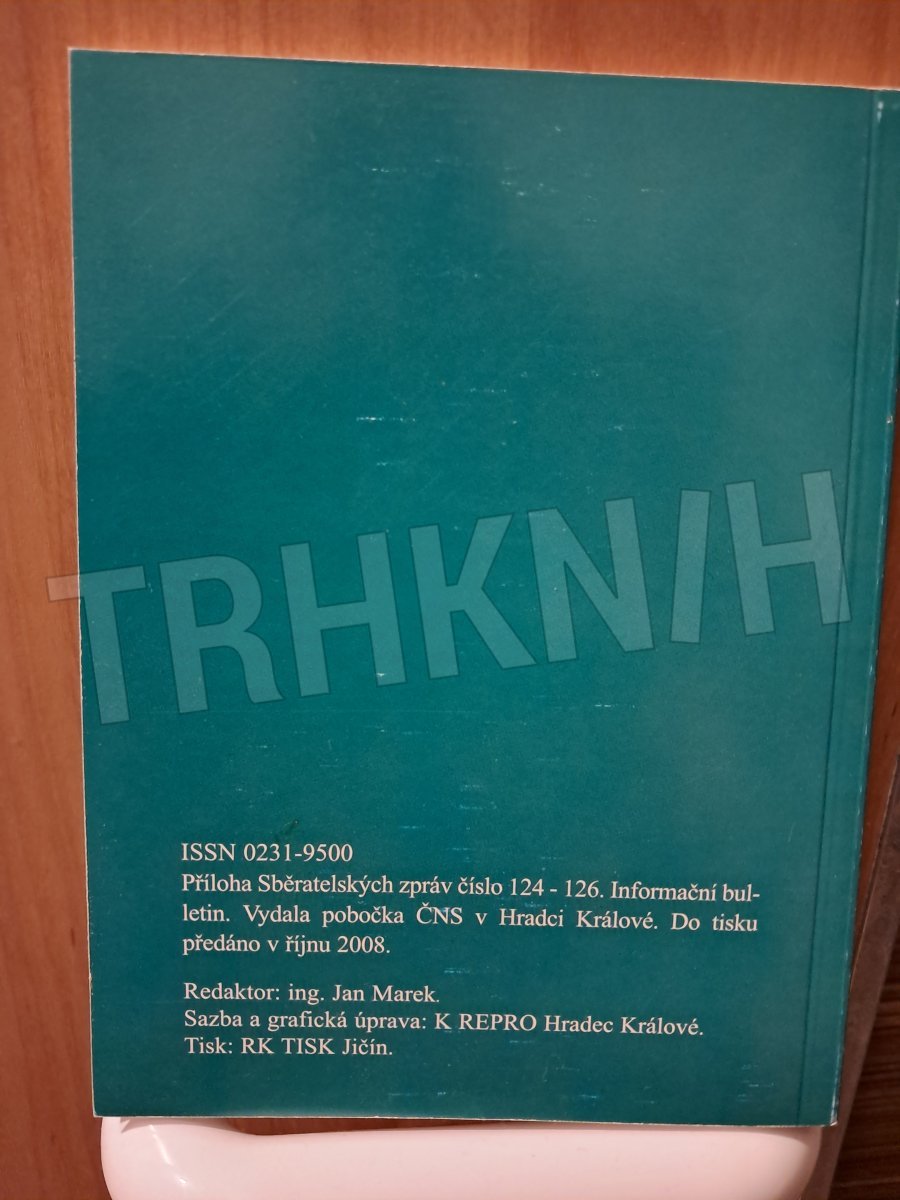 TRHKNIH
ISSN 0231-9500
Příloha Sběratelských zpráv číslo 124 - 126. Informační bul-
letin. Vydala pobočka ČNS v Hradci Králové. Do tisku
předáno v říjnu 2008.
Redaktor: ing. Jan Marek.
Sazba a grafická úprava: K REPRO Hradec Králové.
Tisk: RK TISK Jičín.